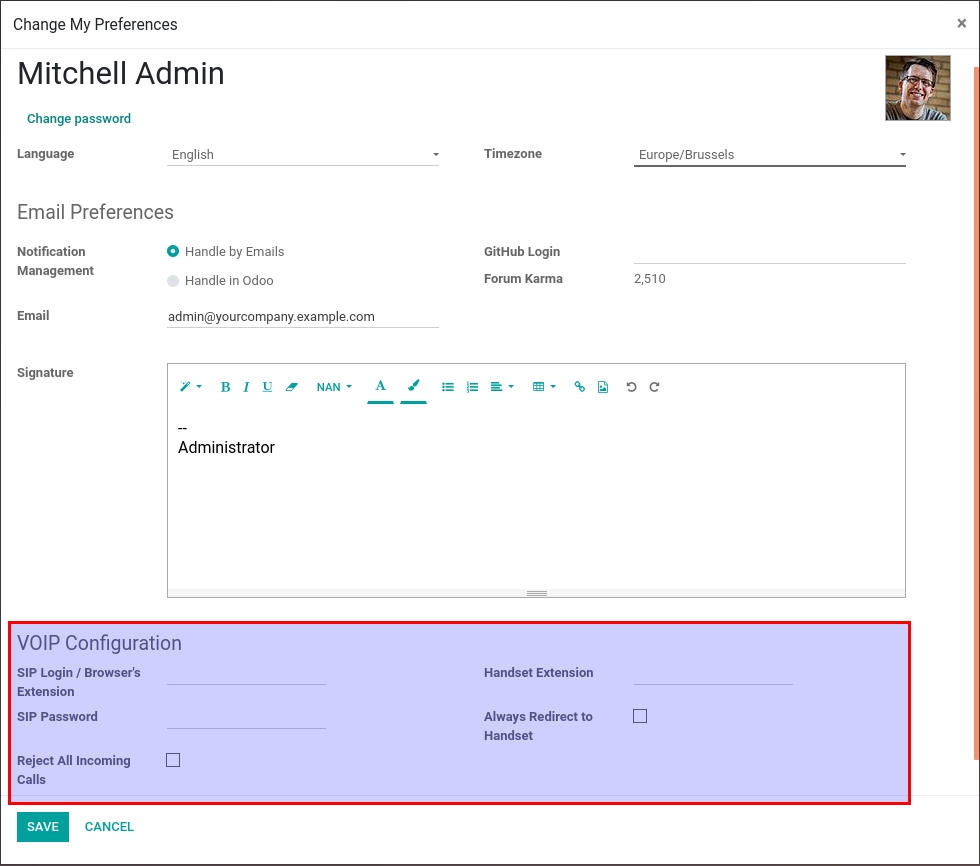 Change My Preferences ×
Mitchell Admin
Change password
Language English Timezone Europe/Brussels
Email Preferences
Notification Management Handle by Emails GitHub Login
Handle in Odoo Forum Karma 2,510
Email admin@yourcompany.example.com
Signature
B I U NAN A
--
Administrator
VOIP Configuration
SIP Login / Browser's Extension Handset Extension
SIP Password Always Redirect to Handset
Reject All Incoming Calls
SAVE CANCEL